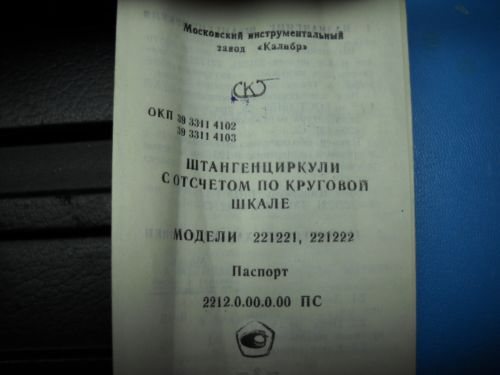 Московский инструментальный
завод «Калибр»
ОКП 39 3311 4102
39 3311 4103
ШТАНГЕНЦИРКУЛИ
С ОТСЧЕТОМ ПО КРУГОВОЙ
ШКАЛЕ
МОДЕЛИ 221221, 221222
Паспорт
2212.0.00.0.00 ПС